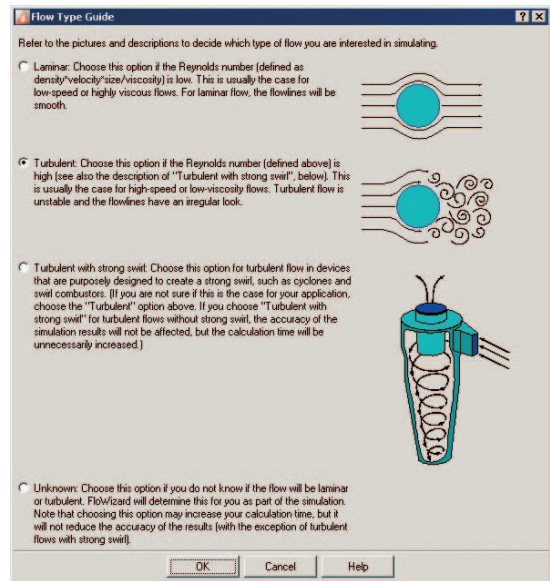 Flow Type Guide
Refer to the pictures and descriptions to decide which type of flow you are interested in simulating.
Laminar: Choose this option if the Reynolds number (defined as
density*velocity*size/viscosity) is low. This is usually the case for
low-speed or highly viscous flows. For laminar flow, the flowlines will be
smooth.
Turbulent: Choose this option if the Reynolds number (defined above) is
high (see also the description of "Turbulent with strong swirl", below). This
is usually the case for high-speed or low-viscosity flows. Turbulent flow is
unstable and the flowlines have an irregular look.
Turbulent with strong swirl: Choose this option for turbulent flow in devices
that are purposely designed to create a strong swirl, such as cyclones and
swirl combustors. (If you are not sure if this is the case for your application,
choose the "Turbulent" option above. If you choose "Turbulent with
strong swirl" for turbulent flows without strong swirl, the accuracy of the
simulation results will not be affected, but the calculation time will be
unnecessarily increased.)
Unknown: Choose this option if you do not know if the flow will be laminar
or turbulent. FloWizard will determine this for you as part of the simulation.
Note that choosing this option may increase your calculation time, but it
will not reduce the accuracy of the results (with the exception of turbulent
flows with strong swirl).
OK
Cancel
Help